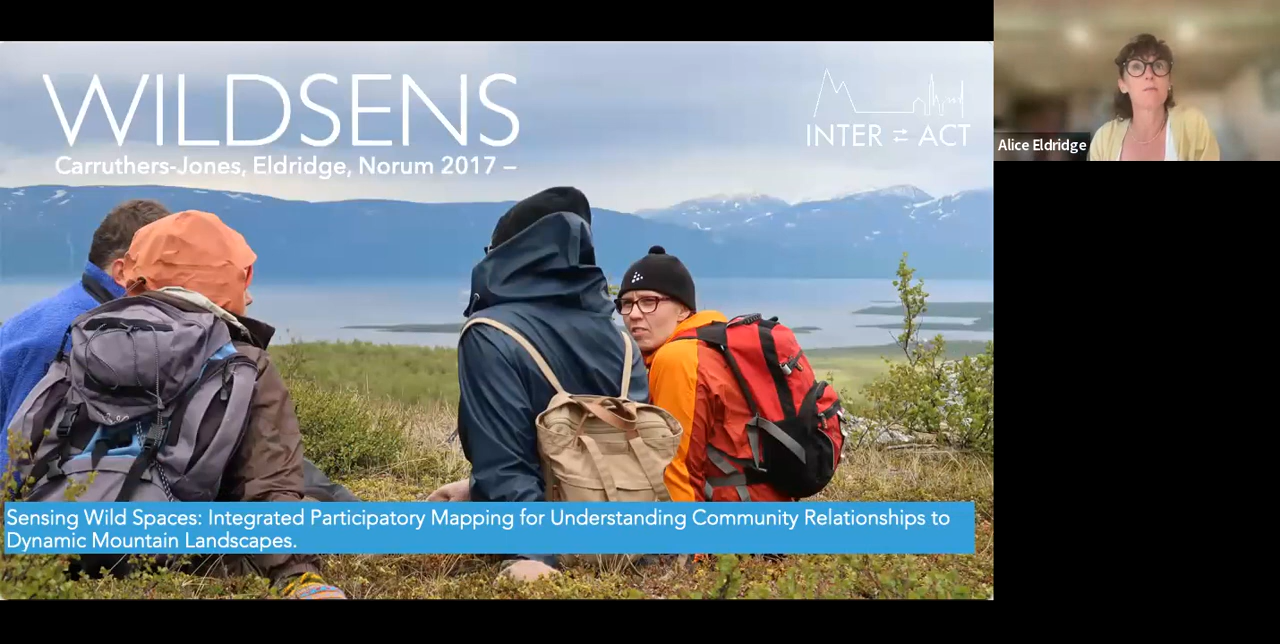 WILDSENS
Carruthers-Jones, Eldridge, Norum 2017 –
INTER ⇄ ACT
Alice Eldridge
Sensing Wild Spaces: Integrated Participatory Mapping for Understanding Community Relationships to
Dynamic Mountain Landscapes.